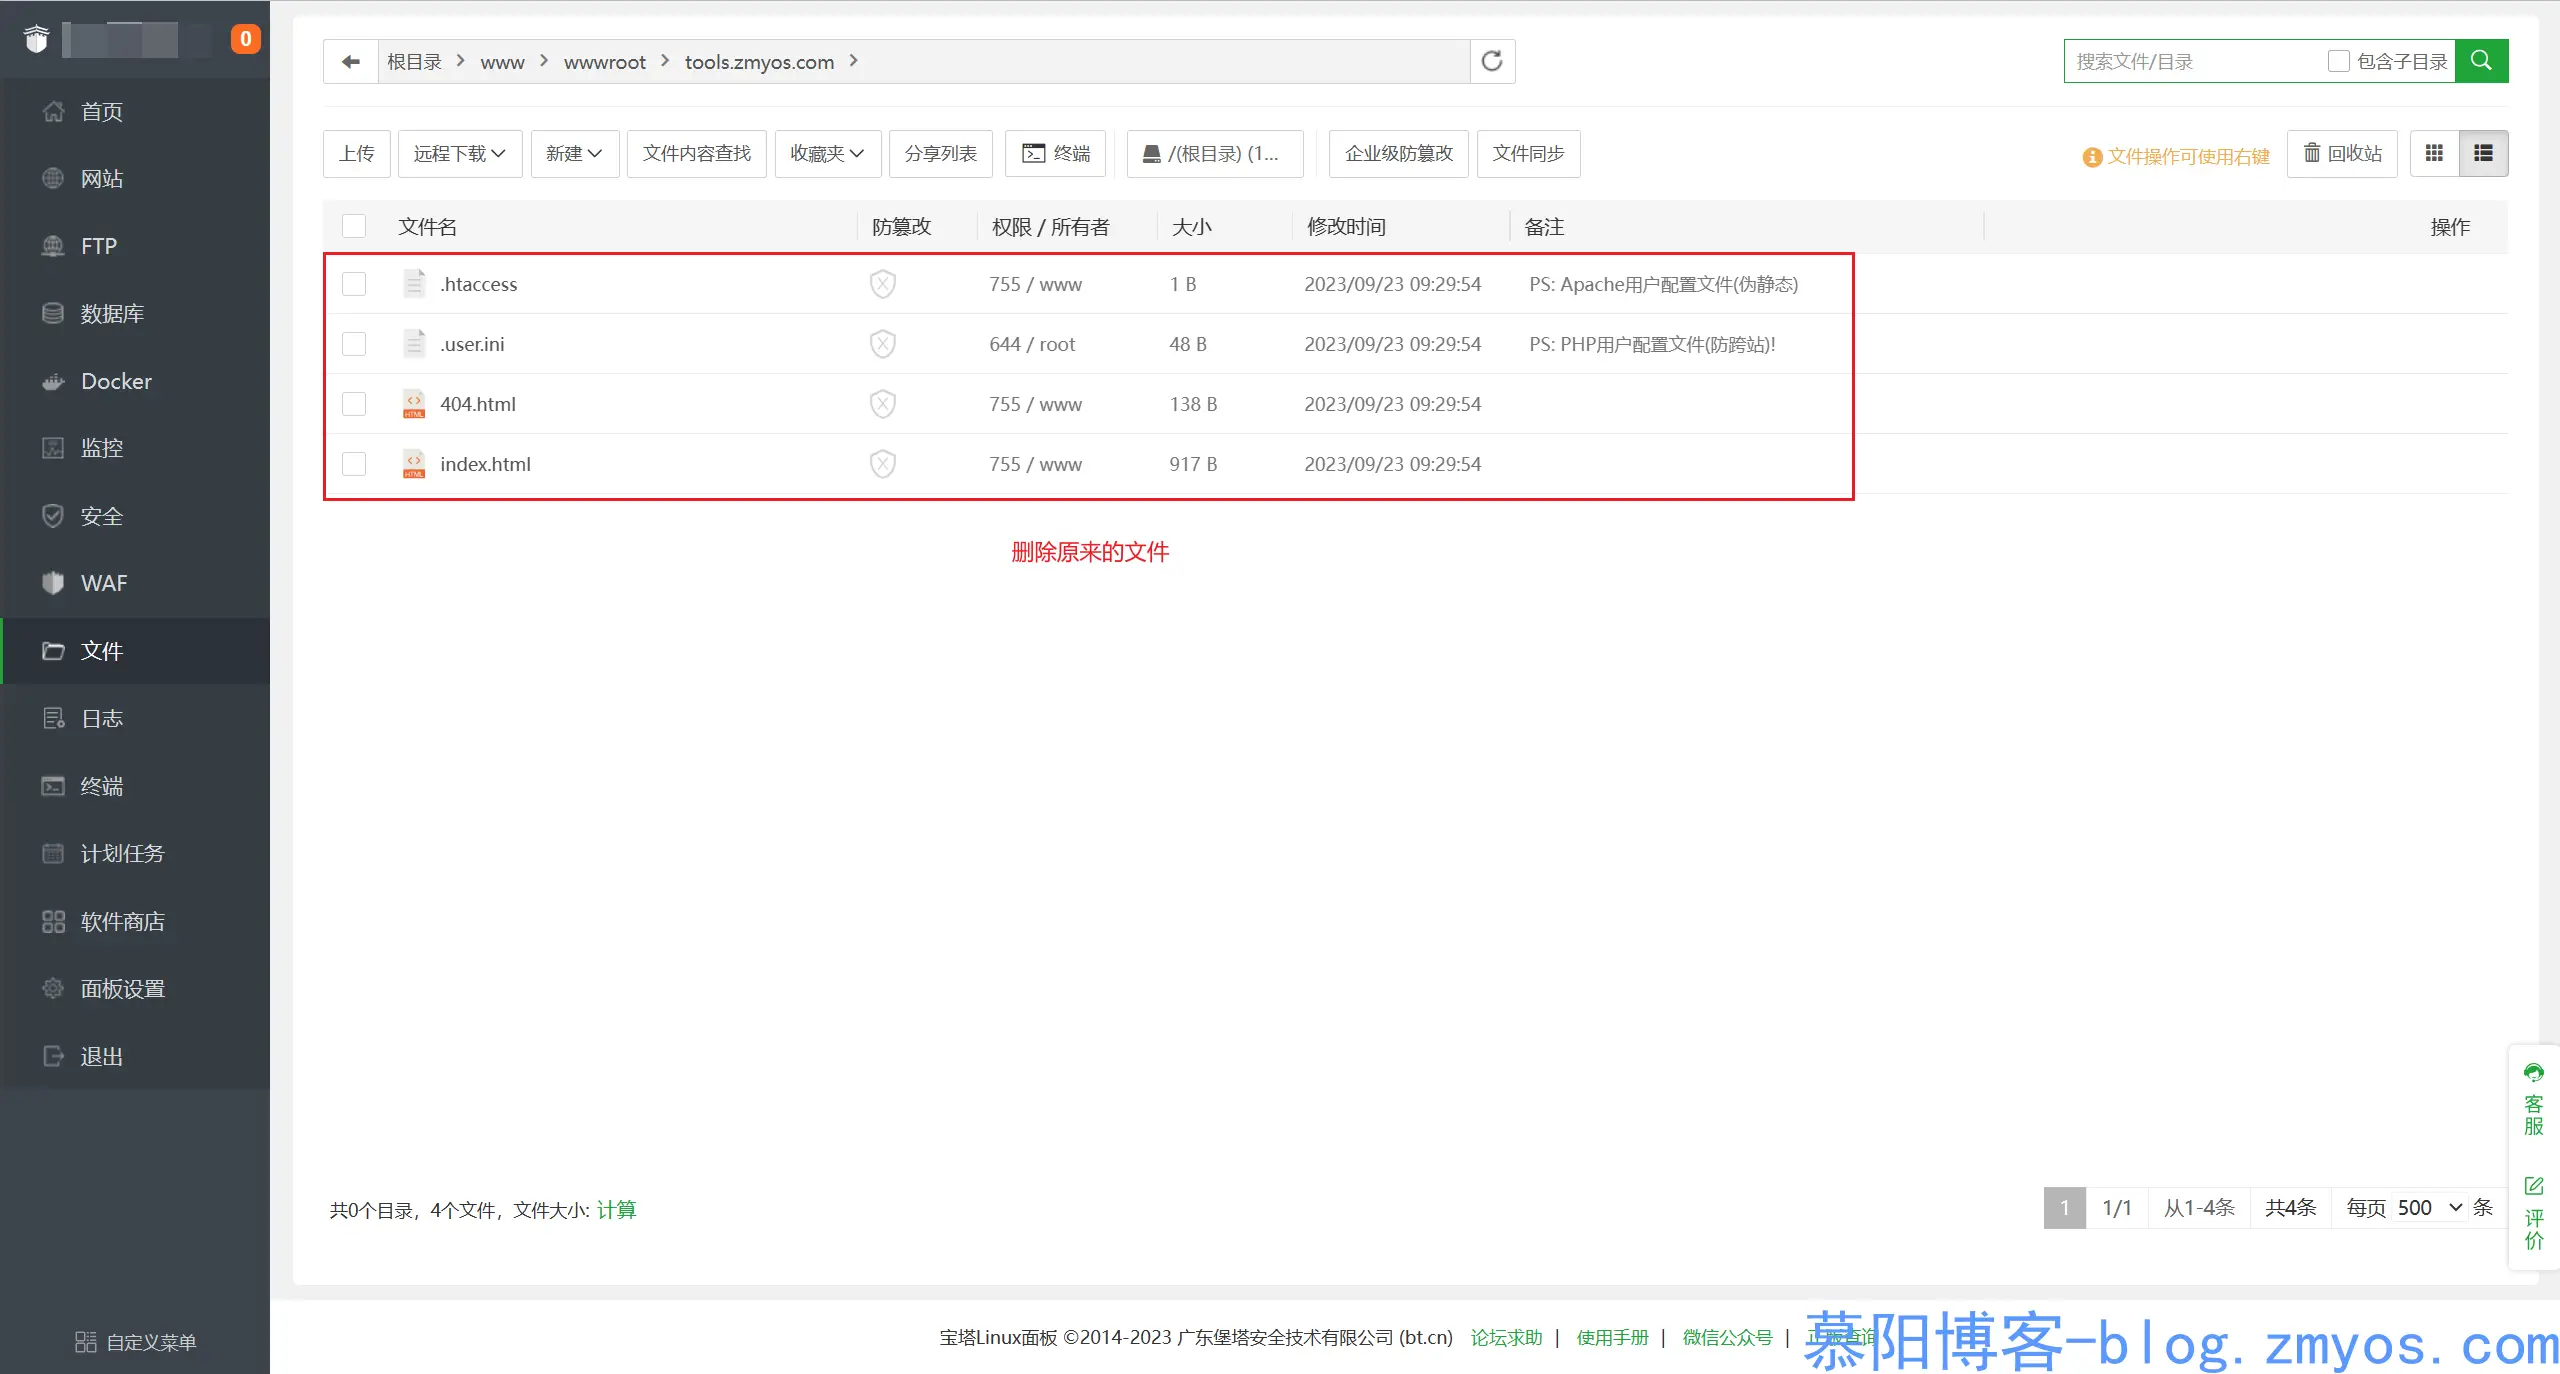 0
根目录 > www > wwwroot > tools.zmyos.com >
搜索文件/目录 包含子目录
首页
网站
FTP
数据库
Docker
监控
安全
WAF
文件
日志
终端
计划任务
软件商店
面板设置
退出
自定义菜单
上传 远程下载 新建 文件内容查找 收藏夹 分享列表 终端 /(根目录) (1... 企业级防篡改 文件同步 文件操作可使用右键 回收站
文件名 防篡改 权限 / 所有者 大小 修改时间 备注 操作
.htaccess 755 / www 1 B 2023/09/23 09:29:54 PS: Apache用户配置文件(伪静态)
.user.ini 644 / root 48 B 2023/09/23 09:29:54 PS: PHP用户配置文件(防跨站)!
404.html 755 / www 138 B 2023/09/23 09:29:54
index.html 755 / www 917 B 2023/09/23 09:29:54
删除原来的文件
客服
评价
共0个目录，4个文件，文件大小: 计算
1 1/1 从1-4条 共4条 每页 500 条
宝塔Linux面板 ©2014-2023 广东堡塔安全技术有限公司 (bt.cn) 论坛求助 | 使用手册 | 微信公众号 | 正版查询
慕阳博客-blog.zmyos.com